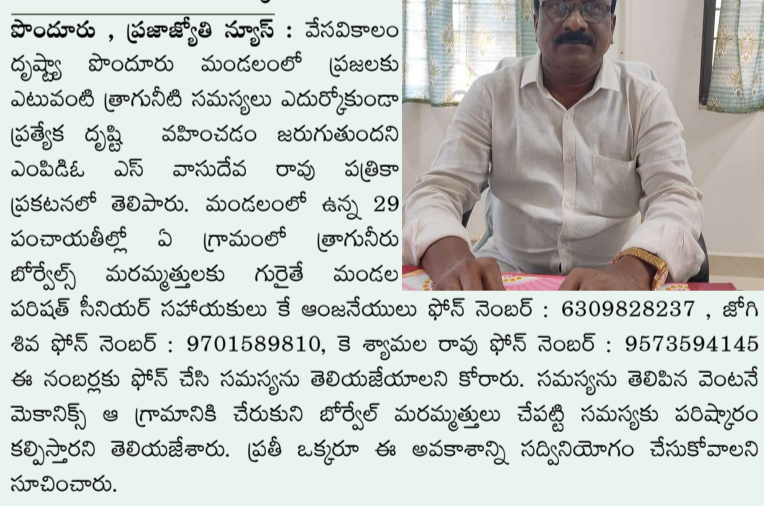 పొందూరు , ప్రజాజ్యోతి న్యూస్ : వేసవికాలం
దృష్ట్యా పొందూరు మండలంలో ప్రజలకు
ఎటువంటి త్రాగునీటి సమస్యలు ఎదుర్కోకుండా
ప్రత్యేక దృష్టి వహించడం జరుగుతుందని
ఎంపిడిఓ ఎస్ వాసుదేవ రావు పత్రికా
ప్రకటనలో తెలిపారు. మండలంలో ఉన్న 29
పంచాయతీల్లో ఏ గ్రామంలో త్రాగునీరు
బోర్వేల్స్ మరమ్మత్తులకు గురైతే మండల
పరిషత్ సీనియర్ సహాయకులు కే ఆంజనేయులు ఫోన్ నెంబర్ : 6309828237 , జోగి
శివ ఫోన్ నెంబర్ : 9701589810, కె శ్యామల రావు ఫోన్ నెంబర్ : 9573594145
ఈ నంబర్లకు ఫోన్ చేసి సమస్యను తెలియజేయాలని కోరారు. సమస్యను తెలిపిన వెంటనే
మెకానిక్స్ ఆ గ్రామానికి చేరుకుని బోర్వేల్ మరమ్మత్తులు చేపట్టి సమస్యకు పరిష్కారం
కల్పిస్తారని తెలియజేశారు. ప్రతీ ఒక్కరూ ఈ అవకాశాన్ని సద్వినియోగం చేసుకోవాలని
సూచించారు.